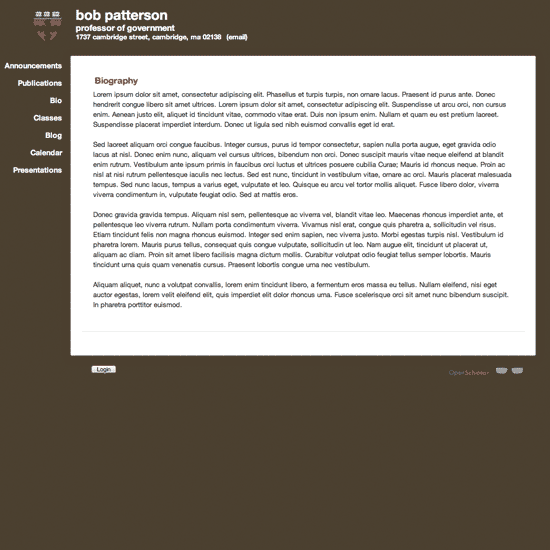 bob patterson
professor of government
1737 cambridge street, cambridge, ma 02138 (email)
Announcements
Publications
Bio
Classes
Blog
Calendar
Presentations
Biography
Lorem ipsum dolor sit amet, consectetur adipiscing elit. Phasellus et turpis turpis, non ornare lacus. Praesent id purus ante. Donec
hendrerit congue libero sit amet ultrices. Lorem ipsum dolor sit amet, consectetur adipiscing elit. Suspendisse ut arcu orci, non cursus
enim. Aenean justo elit, aliquet id tincidunt vitae, commodo vitae erat. Duis non ipsum enim. Nullam et quam eu est pretium laoreet.
Suspendisse placerat imperdiet interdum. Donec ut ligula sed nibh euismod convallis eget id erat.
Sed laoreet aliquam orci congue faucibus. Integer cursus, purus id tempor consectetur, sapien nulla porta augue, eget gravida odio
lacus at nisl. Donec enim nunc, aliquam vel cursus ultrices, bibendum non orci. Donec suscipit mauris vitae neque eleifend at blandit
enim rutrum. Vestibulum ante ipsum primis in faucibus orci luctus et ultrices posuere cubilia Curae; Mauris id rhoncus neque. Proin ac
nisl at nisi rutrum pellentesque iaculis nec lectus. Sed est nunc, tincidunt in vestibulum vitae, ornare ac orci. Mauris placerat malesuada
tempus. Sed nunc lacus, tempus a varius eget, vulputate et leo. Quisque eu arcu vel tortor mollis aliquet. Fusce libero dolor, viverra
viverra condimentum in, vulputate feugiat odio. Sed at mattis eros.
Donec gravida gravida tempus. Aliquam nisl sem, pellentesque ac viverra vel, blandit vitae leo. Maecenas rhoncus imperdiet ante, et
pellentesque leo viverra rutrum. Nullam porta condimentum viverra. Vivamus nisl erat, congue quis pharetra a, sollicitudin vel risus.
Etiam tincidunt felis non magna rhoncus euismod. Integer sed enim sapien, nec viverra justo. Morbi egestas turpis nisl. Vestibulum id
pharetra lorem. Mauris purus tellus, consequat quis congue vulputate, sollicitudin ut leo. Nam augue elit, tincidunt ut placerat ut,
aliquam ac diam. Proin sit amet libero facilisis magna dictum mollis. Curabitur volutpat odio feugiat tellus semper lobortis. Mauris
tincidunt urna quis quam venenatis cursus. Praesent lobortis congue urna nec vestibulum.
Aliquam aliquet, nunc a volutpat convallis, lorem enim tincidunt libero, a fermentum eros massa eu tellus. Nullam eleifend, nisi eget
auctor egestas, lorem velit eleifend elit, quis imperdiet elit dolor rhoncus urna. Fusce scelerisque orci sit amet nunc bibendum suscipit.
In pharetra porttitor euismod.
Login
OpenScholar